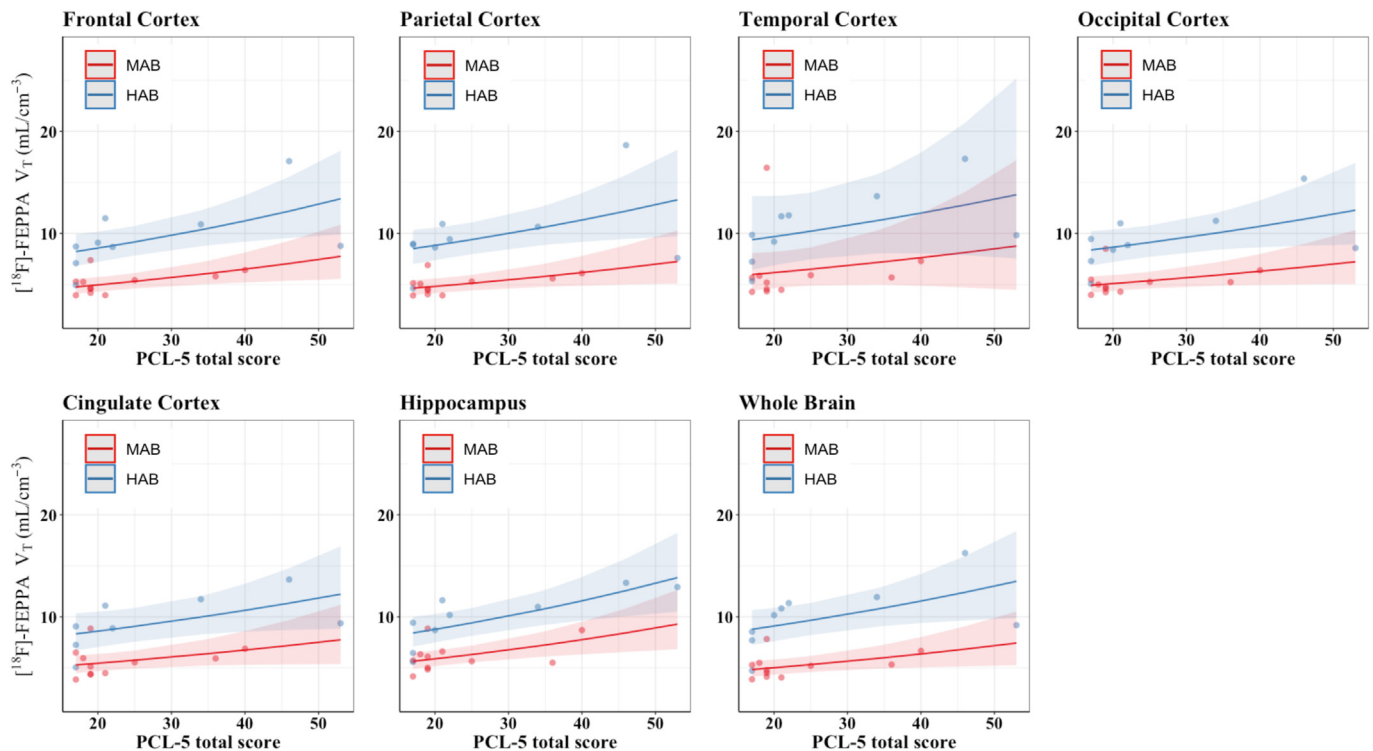 Frontal Cortex
MAB
HAB
[¹⁸F]-FEPPA V_T (mL/cm⁻³)
20
10
20 30 40 50
PCL-5 total score
Parietal Cortex
MAB
HAB
20
10
20 30 40 50
PCL-5 total score
Temporal Cortex
MAB
HAB
20
10
20 30 40 50
PCL-5 total score
Occipital Cortex
MAB
HAB
20
10
20 30 40 50
PCL-5 total score
Cingulate Cortex
MAB
HAB
[¹⁸F]-FEPPA V_T (mL/cm⁻³)
20
10
20 30 40 50
PCL-5 total score
Hippocampus
MAB
HAB
20
10
20 30 40 50
PCL-5 total score
Whole Brain
MAB
HAB
20
10
20 30 40 50
PCL-5 total score